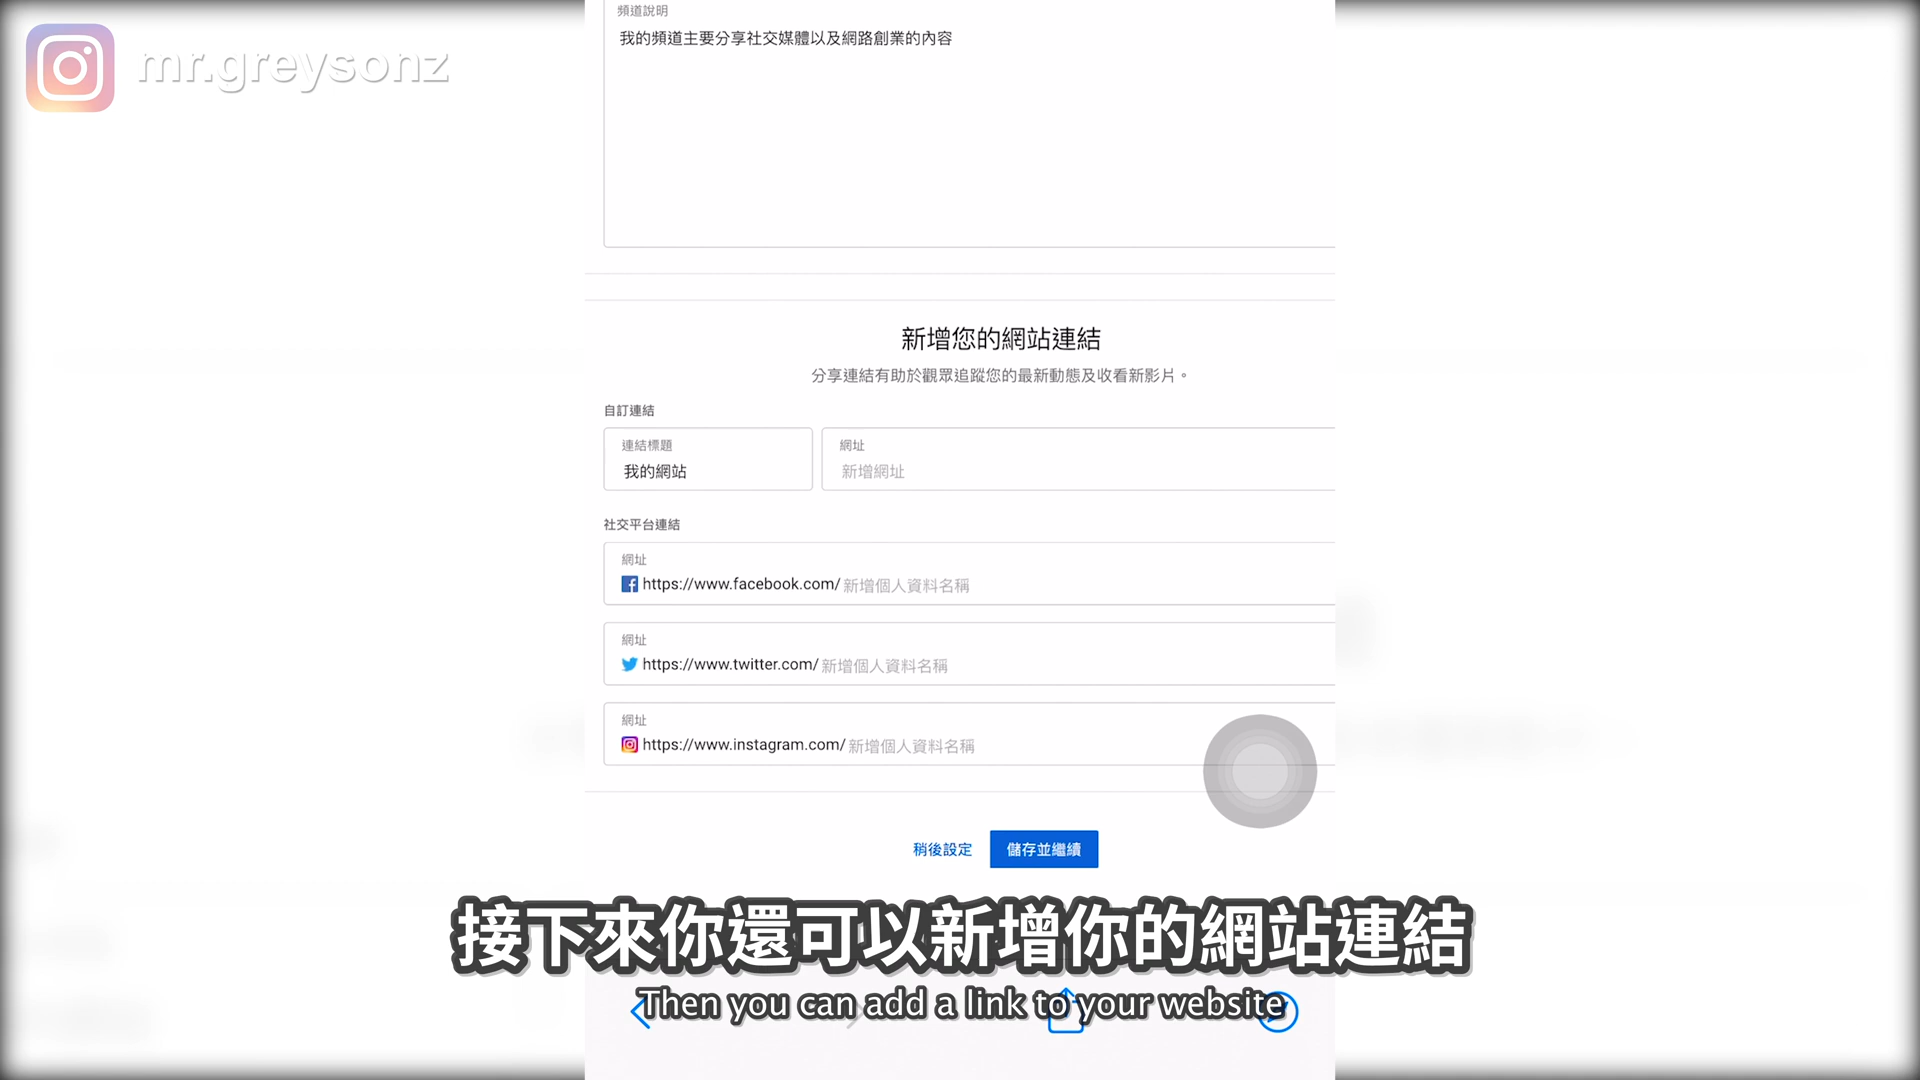 mr.greysonz
頻道說明
我的頻道主要分享社交媒體以及網路創業的內容
新增您的網站連結
分享連結有助於觀眾追蹤您的最新動態及收看新影片。
自訂連結
連結標題
網址
我的網站
新增網址
社交平台連結
網址
https://www.facebook.com/ 新增個人資料名稱
網址
https://www.twitter.com/ 新增個人資料名稱
網址
https://www.instagram.com/ 新增個人資料名稱
稍後設定
儲存並繼續
接下來你還可以新增你的網站連結
Then you can add a link to your website